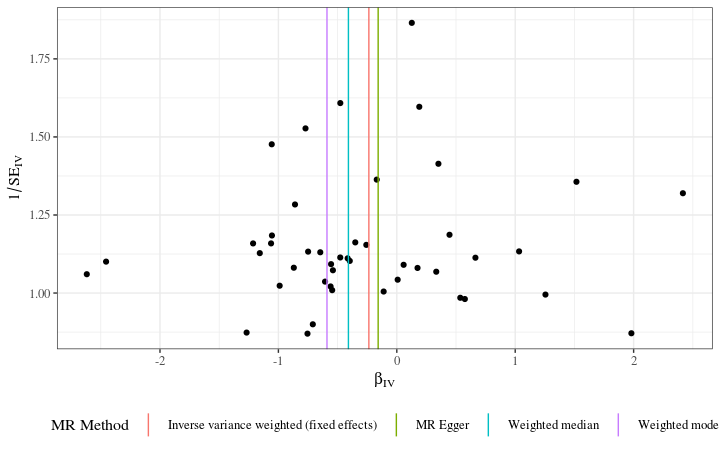 1.75
1.50
1.25
1.00
1/SE_IV
-2 -1 0 1 2
β_IV
MR Method Inverse variance weighted (fixed effects) MR Egger Weighted median Weighted mode